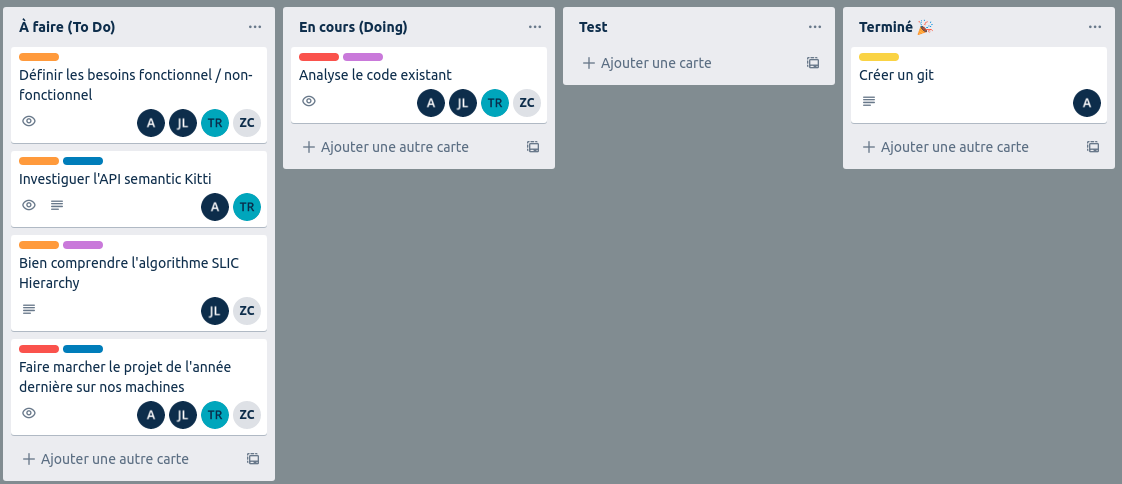 À faire (To Do)
Définir les besoins fonctionnel / non-
fonctionnel
A JL TR ZC
Investiguer l'API semantic Kitti
A TR
Bien comprendre l'algorithme SLIC
Hierarchy
JL ZC
Faire marcher le projet de l'année
dernière sur nos machines
A JL TR ZC
+ Ajouter une autre carte
En cours (Doing)
Analyse le code existant
A JL TR ZC
+ Ajouter une autre carte
Test
+ Ajouter une carte
Terminé 🎉
Créer un git
A
+ Ajouter une autre carte